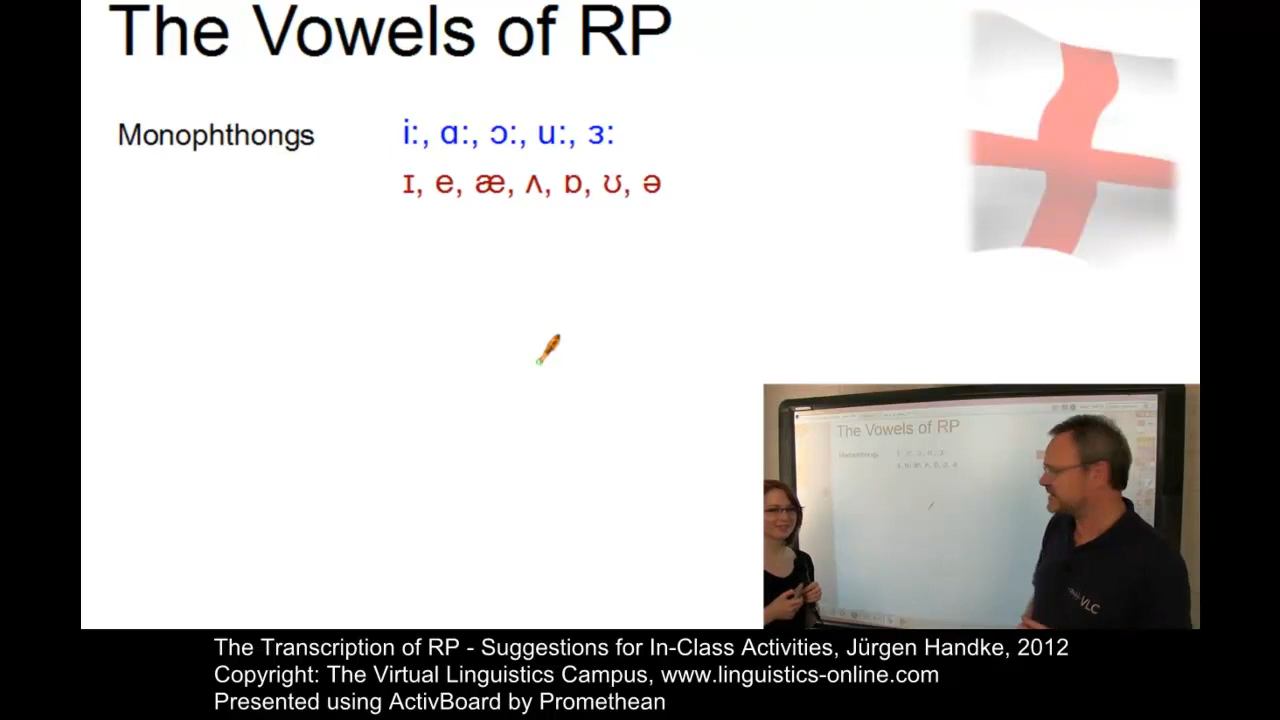 The Vowels of RP
Monophthongs iː, ɑː, ɔː, uː, ɜː
ɪ, e, æ, ʌ, ɒ, ʊ, ə
The Vowels of RP
Monophthongs
VLC
The Transcription of RP - Suggestions for In-Class Activities, Jürgen Handke, 2012
Copyright: The Virtual Linguistics Campus, www.linguistics-online.com
Presented using ActivBoard by Promethean